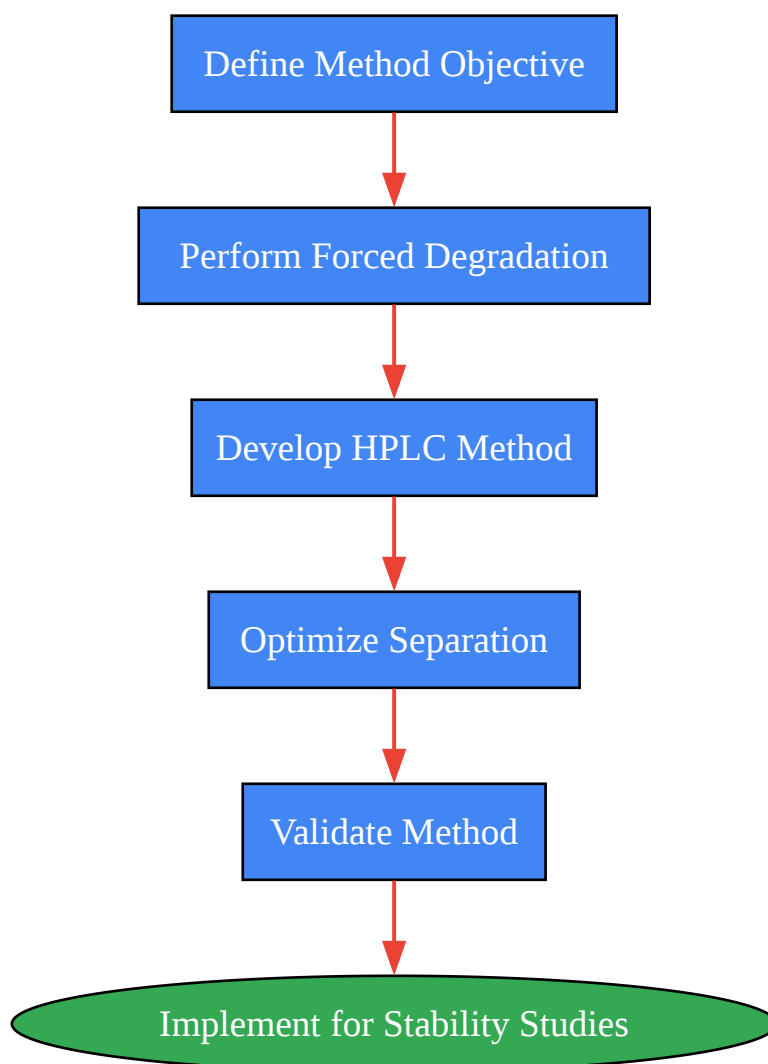 Define Method Objective
Perform Forced Degradation
Develop HPLC Method
Optimize Separation
Validate Method
Implement for Stability Studies